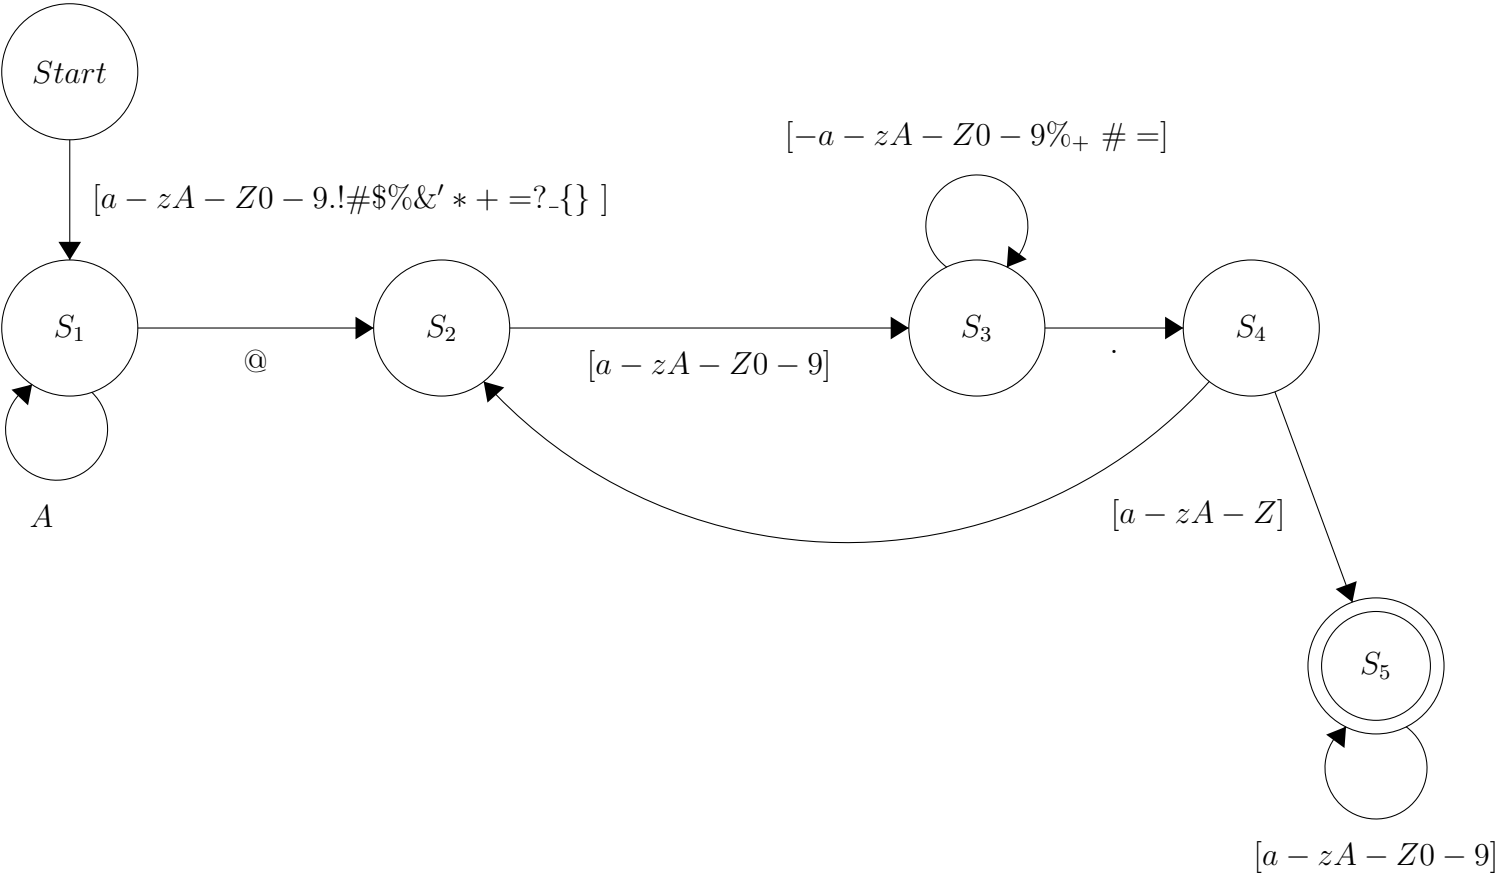 Start
[-a - zA - Z0 - 9%₊ # =]
[a - zA - Z0 - 9.!#$%&′ * + =?_{} ]
S₁
S₂
S₃
S₄
@
[a - zA - Z0 - 9]
.
A
[a - zA - Z]
S₅
[a - zA - Z0 - 9]